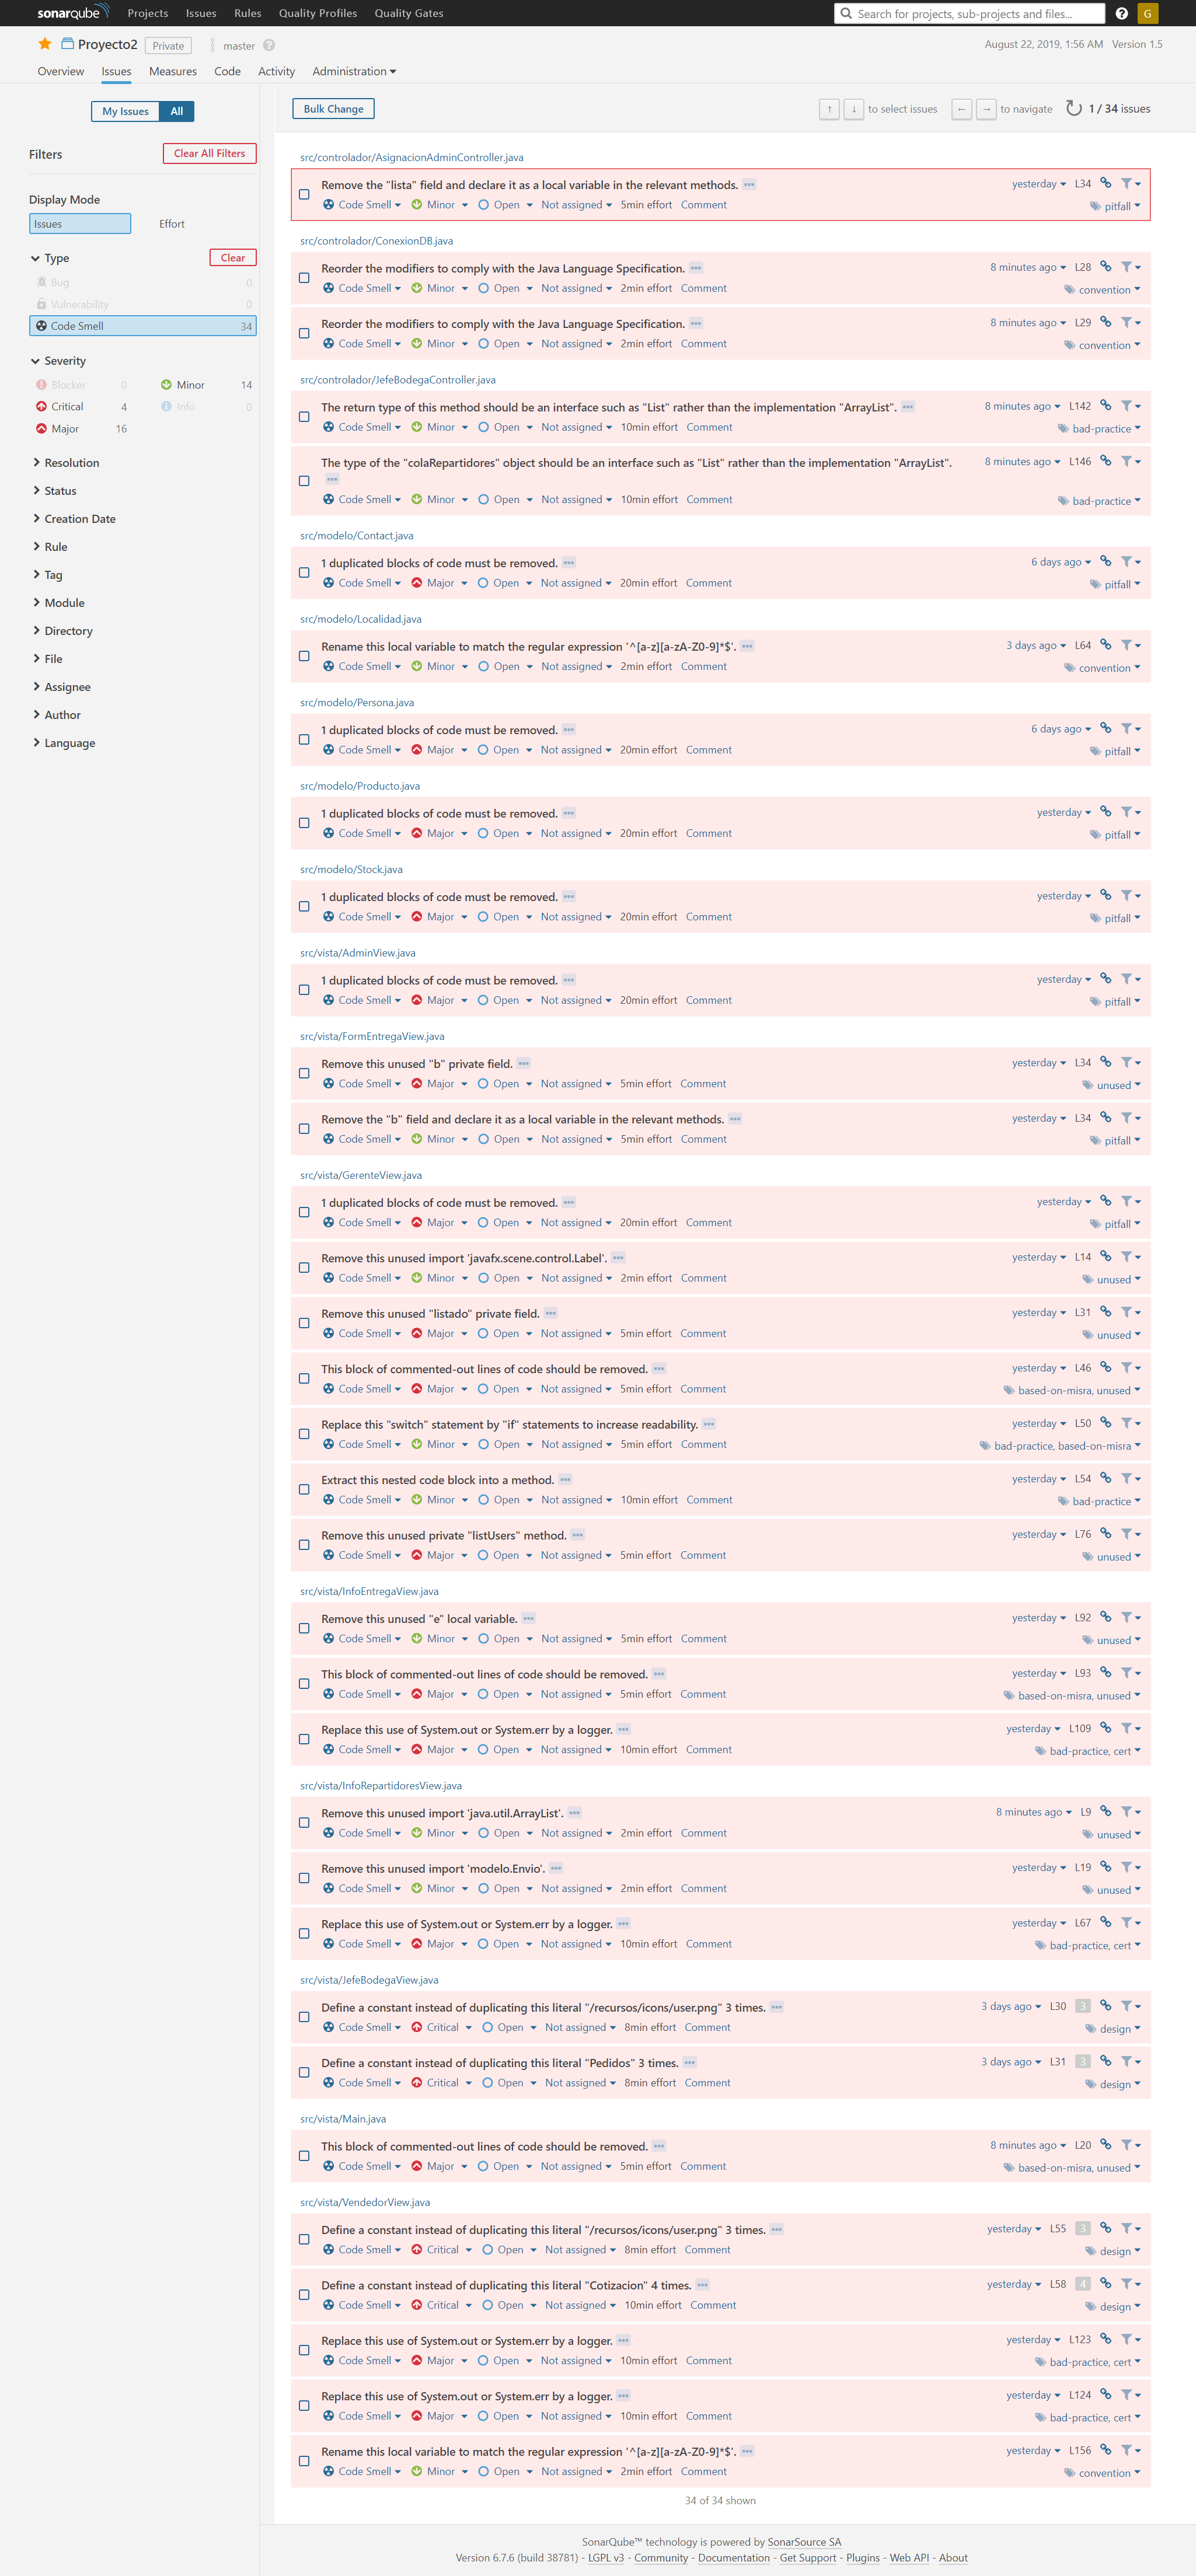 sonarqube Projects Issues Rules Quality Profiles Quality Gates Search for projects, sub-projects and files... G
Proyecto2 Private master August 22, 2019, 1:56 AM Version 1.5
Overview Issues Measures Code Activity Administration
My Issues All
Bulk Change ↑ ↓ to select issues ← → to navigate 1 / 34 issues
Filters Clear All Filters
Display Mode
Issues Effort
Type Clear
Bug 0
Vulnerability 0
Code Smell 34
Severity
Blocker 0 Minor 14
Critical 4 Info 0
Major 16
Resolution
Status
Creation Date
Rule
Tag
Module
Directory
File
Assignee
Author
Language
src/controlador/AsignacionAdminController.java
Remove the "lista" field and declare it as a local variable in the relevant methods. yesterday L34
Code Smell Minor Open Not assigned 5min effort Comment pitfall
src/controlador/ConexionDB.java
Reorder the modifiers to comply with the Java Language Specification. 8 minutes ago L28
Code Smell Minor Open Not assigned 2min effort Comment convention
Reorder the modifiers to comply with the Java Language Specification. 8 minutes ago L29
Code Smell Minor Open Not assigned 2min effort Comment convention
src/controlador/JefeBodegaController.java
The return type of this method should be an interface such as "List" rather than the implementation "ArrayList". 8 minutes ago L142
Code Smell Minor Open Not assigned 10min effort Comment bad-practice
The type of the "colaRepartidores" object should be an interface such as "List" rather than the implementation "ArrayList". 8 minutes ago L146
Code Smell Minor Open Not assigned 10min effort Comment bad-practice
src/modelo/Contact.java
1 duplicated blocks of code must be removed. 6 days ago
Code Smell Major Open Not assigned 20min effort Comment pitfall
src/modelo/Localidad.java
Rename this local variable to match the regular expression '^[a-z][a-zA-Z0-9]*$'. 3 days ago L64
Code Smell Minor Open Not assigned 2min effort Comment convention
src/modelo/Persona.java
1 duplicated blocks of code must be removed. 6 days ago
Code Smell Major Open Not assigned 20min effort Comment pitfall
src/modelo/Producto.java
1 duplicated blocks of code must be removed. yesterday
Code Smell Major Open Not assigned 20min effort Comment pitfall
src/modelo/Stock.java
1 duplicated blocks of code must be removed. yesterday
Code Smell Major Open Not assigned 20min effort Comment pitfall
src/vista/AdminView.java
1 duplicated blocks of code must be removed. yesterday
Code Smell Major Open Not assigned 20min effort Comment pitfall
src/vista/FormEntregaView.java
Remove this unused "b" private field. yesterday L34
Code Smell Major Open Not assigned 5min effort Comment unused
Remove the "b" field and declare it as a local variable in the relevant methods. yesterday L34
Code Smell Minor Open Not assigned 5min effort Comment pitfall
src/vista/GerenteView.java
1 duplicated blocks of code must be removed. yesterday
Code Smell Major Open Not assigned 20min effort Comment pitfall
Remove this unused import 'javafx.scene.control.Label'. yesterday L14
Code Smell Minor Open Not assigned 2min effort Comment unused
Remove this unused "listado" private field. yesterday L31
Code Smell Major Open Not assigned 5min effort Comment unused
This block of commented-out lines of code should be removed. yesterday L46
Code Smell Major Open Not assigned 5min effort Comment based-on-misra, unused
Replace this "switch" statement by "if" statements to increase readability. yesterday L50
Code Smell Minor Open Not assigned 5min effort Comment bad-practice, based-on-misra
Extract this nested code block into a method. yesterday L54
Code Smell Minor Open Not assigned 10min effort Comment bad-practice
Remove this unused private "listUsers" method. yesterday L76
Code Smell Major Open Not assigned 5min effort Comment unused
src/vista/InfoEntregaView.java
Remove this unused "e" local variable. yesterday L92
Code Smell Minor Open Not assigned 5min effort Comment unused
This block of commented-out lines of code should be removed. yesterday L93
Code Smell Major Open Not assigned 5min effort Comment based-on-misra, unused
Replace this use of System.out or System.err by a logger. yesterday L109
Code Smell Major Open Not assigned 10min effort Comment bad-practice, cert
src/vista/InfoRepartidoresView.java
Remove this unused import 'java.util.ArrayList'. 8 minutes ago L9
Code Smell Minor Open Not assigned 2min effort Comment unused
Remove this unused import 'modelo.Envio'. yesterday L19
Code Smell Minor Open Not assigned 2min effort Comment unused
Replace this use of System.out or System.err by a logger. yesterday L67
Code Smell Major Open Not assigned 10min effort Comment bad-practice, cert
src/vista/JefeBodegaView.java
Define a constant instead of duplicating this literal "/recursos/icons/user.png" 3 times. 3 days ago L30 3
Code Smell Critical Open Not assigned 8min effort Comment design
Define a constant instead of duplicating this literal "Pedidos" 3 times. 3 days ago L31 3
Code Smell Critical Open Not assigned 8min effort Comment design
src/vista/Main.java
This block of commented-out lines of code should be removed. 8 minutes ago L20
Code Smell Major Open Not assigned 5min effort Comment based-on-misra, unused
src/vista/VendedorView.java
Define a constant instead of duplicating this literal "/recursos/icons/user.png" 3 times. yesterday L55 3
Code Smell Critical Open Not assigned 8min effort Comment design
Define a constant instead of duplicating this literal "Cotizacion" 4 times. yesterday L58 4
Code Smell Critical Open Not assigned 10min effort Comment design
Replace this use of System.out or System.err by a logger. yesterday L123
Code Smell Major Open Not assigned 10min effort Comment bad-practice, cert
Replace this use of System.out or System.err by a logger. yesterday L124
Code Smell Major Open Not assigned 10min effort Comment bad-practice, cert
Rename this local variable to match the regular expression '^[a-z][a-zA-Z0-9]*$'. yesterday L156
Code Smell Minor Open Not assigned 2min effort Comment convention
34 of 34 shown
SonarQube™ technology is powered by SonarSource SA
Version 6.7.6 (build 38781) - LGPL v3 - Community - Documentation - Get Support - Plugins - Web API - About